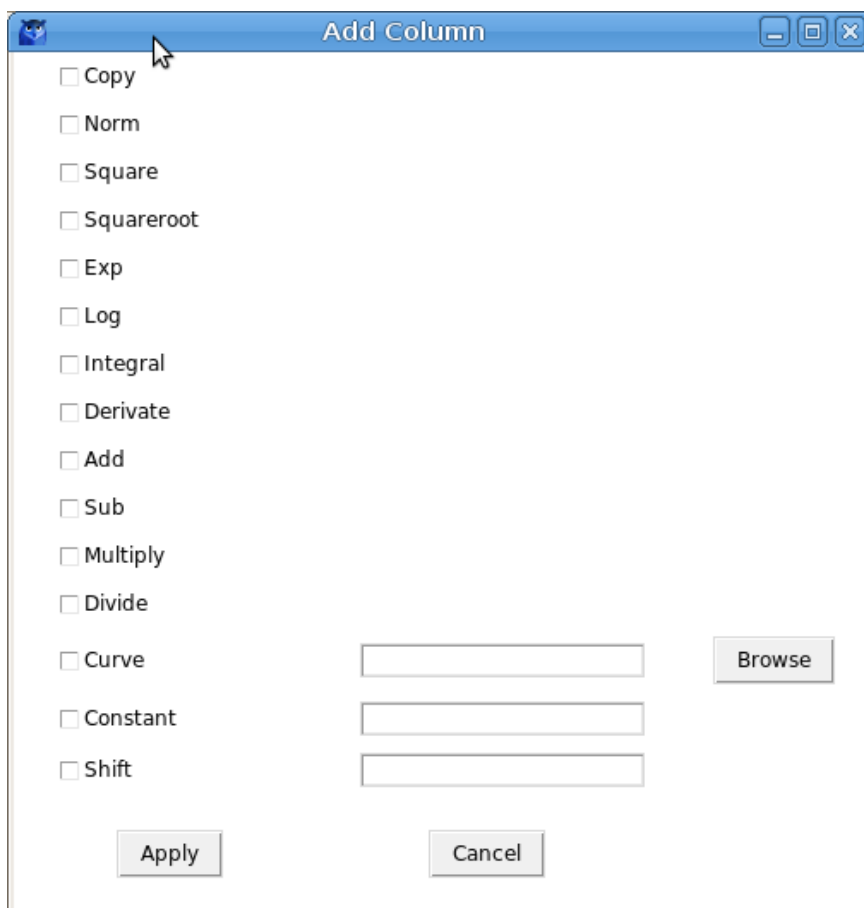 Add Column
Copy
Norm
Square
Squareroot
Exp
Log
Integral
Derivate
Add
Sub
Multiply
Divide
Curve Browse
Constant
Shift
Apply Cancel